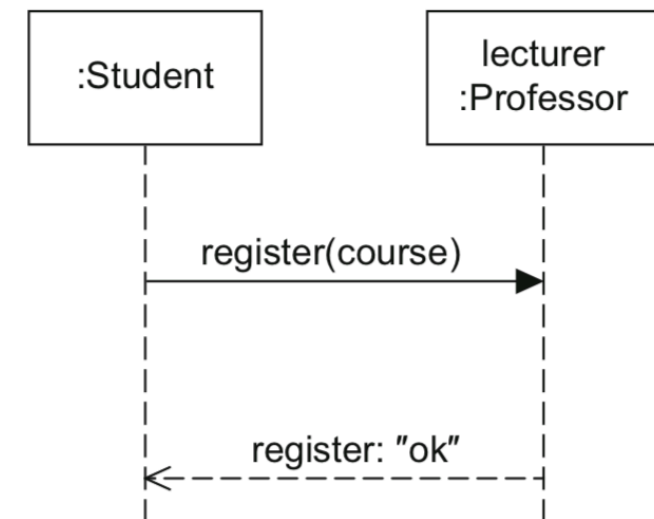 :Student
lecturer
:Professor
register(course)
register: "ok"